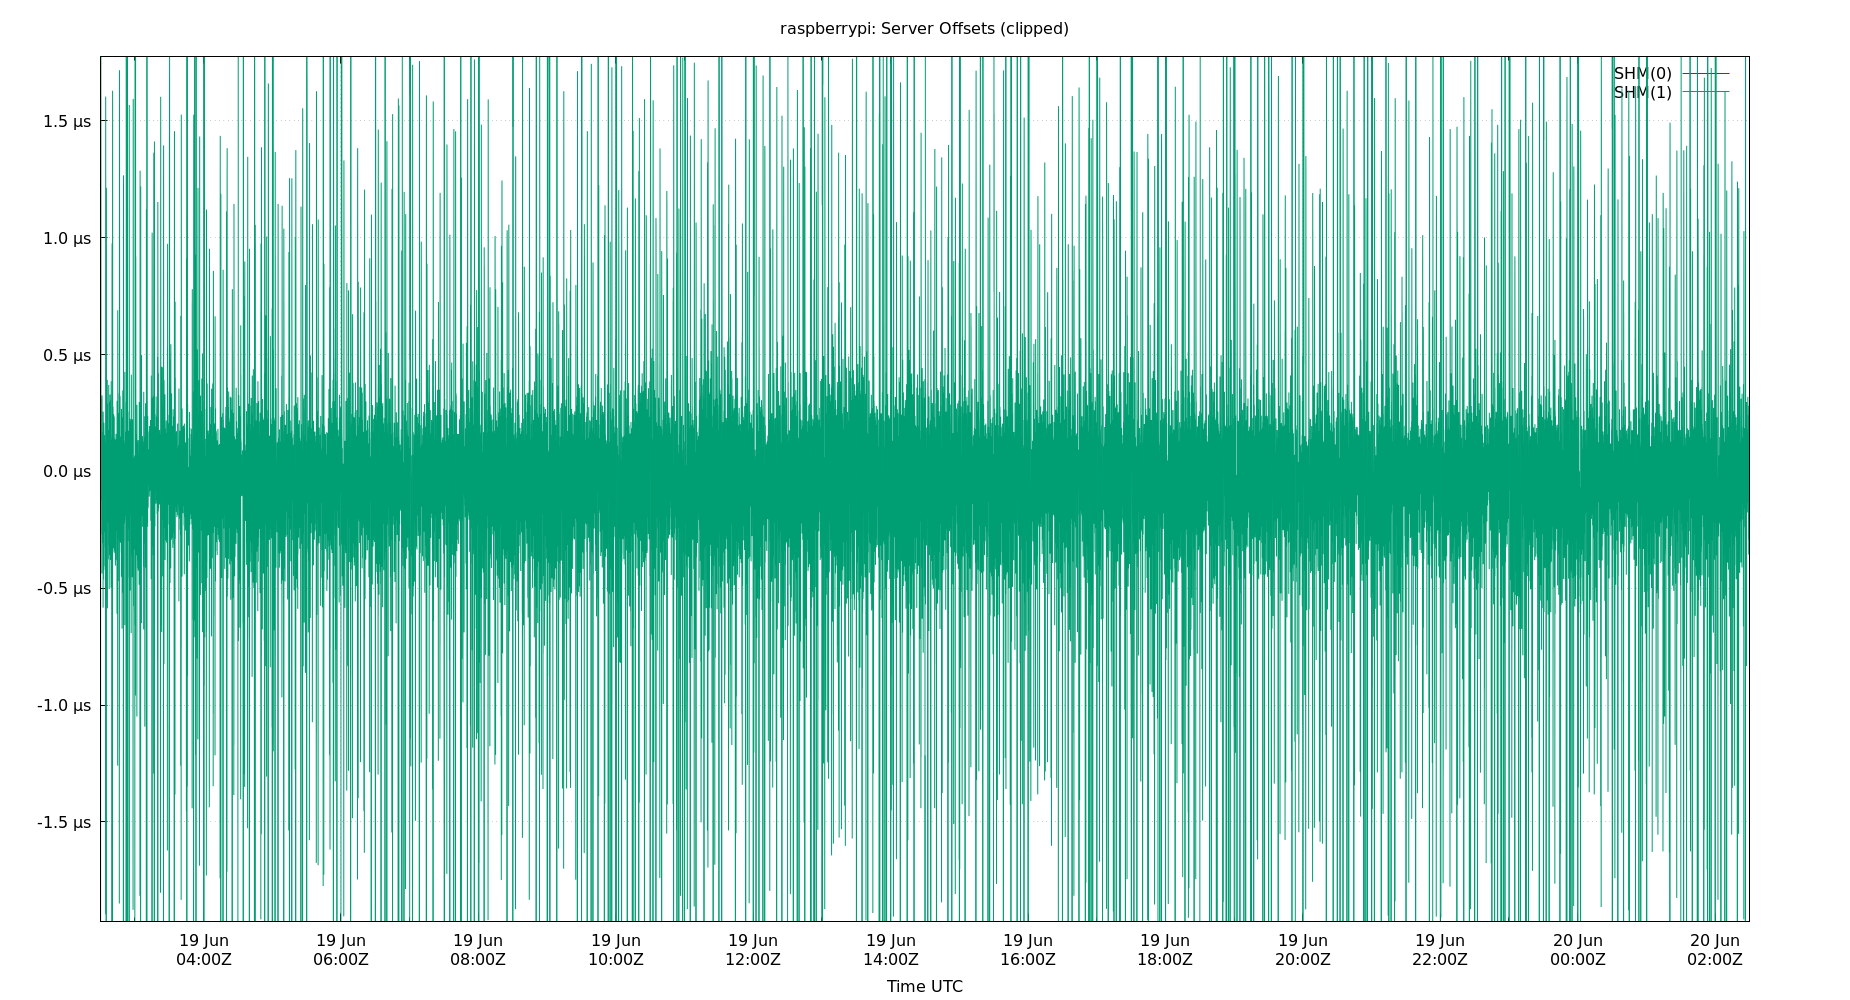 raspberrypi: Server Offsets (clipped)
SHM(0)
SHM(1)
1.5 µs
1.0 µs
0.5 µs
0.0 µs
-0.5 µs
-1.0 µs
-1.5 µs
19 Jun 19 Jun 19 Jun 19 Jun 19 Jun 19 Jun 19 Jun 19 Jun 19 Jun 19 Jun 20 Jun 20 Jun
04:00Z 06:00Z 08:00Z 10:00Z 12:00Z 14:00Z 16:00Z 18:00Z 20:00Z 22:00Z 00:00Z 02:00Z
Time UTC